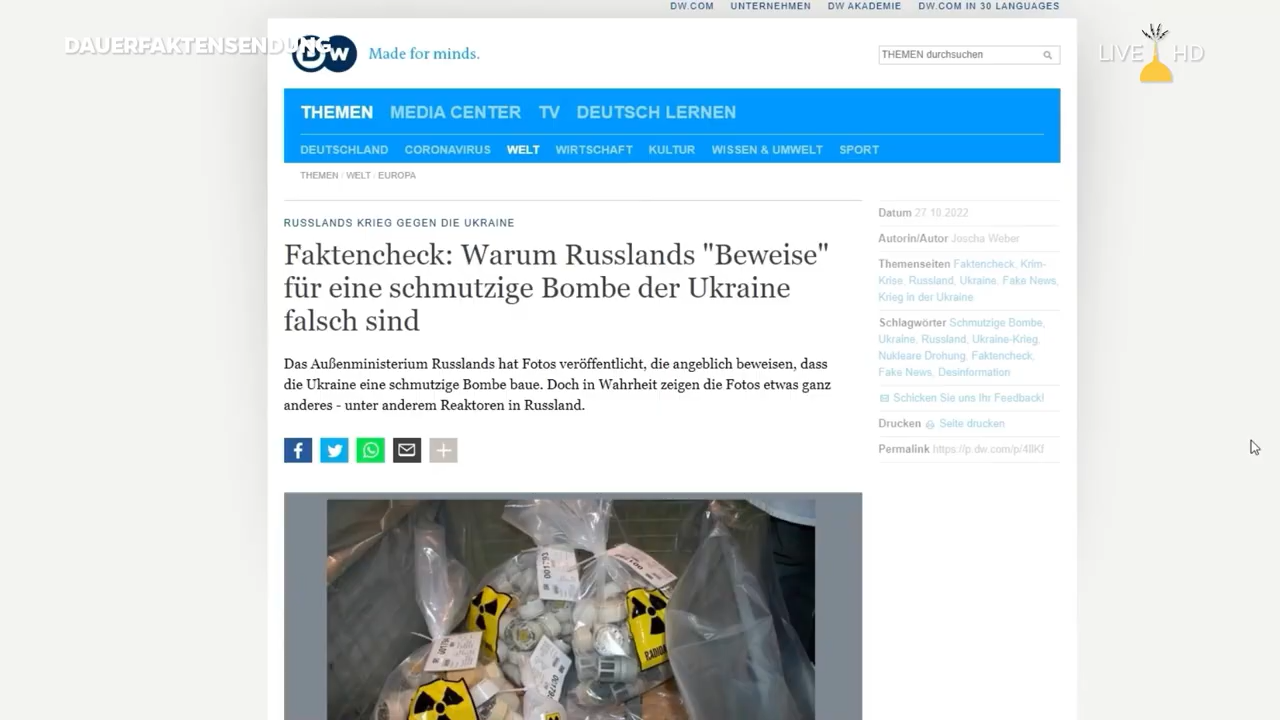 DW.COM UNTERNEHMEN DW AKADEMIE DW.COM IN 30 LANGUAGES
DAUERFAKTENSENDUNG
DW Made for minds.
THEMEN durchsuchen
LIVE HD
THEMEN MEDIA CENTER TV DEUTSCH LERNEN
DEUTSCHLAND CORONAVIRUS WELT WIRTSCHAFT KULTUR WISSEN & UMWELT SPORT
THEMEN / WELT / EUROPA
RUSSLANDS KRIEG GEGEN DIE UKRAINE
Faktencheck: Warum Russlands "Beweise"
für eine schmutzige Bombe der Ukraine
falsch sind
Das Außenministerium Russlands hat Fotos veröffentlicht, die angeblich beweisen, dass
die Ukraine eine schmutzige Bombe baue. Doch in Wahrheit zeigen die Fotos etwas ganz
anderes - unter anderem Reaktoren in Russland.
Datum 27.10.2022
Autorin/Autor Joscha Weber
Themenseiten Faktencheck, Krim-
Krise, Russland, Ukraine, Fake News,
Krieg in der Ukraine
Schlagwörter Schmutzige Bombe,
Ukraine, Russland, Ukraine-Krieg,
Nukleare Drohung, Faktencheck,
Fake News, Desinformation
Schicken Sie uns Ihr Feedback!
Drucken Seite drucken
Permalink
001793